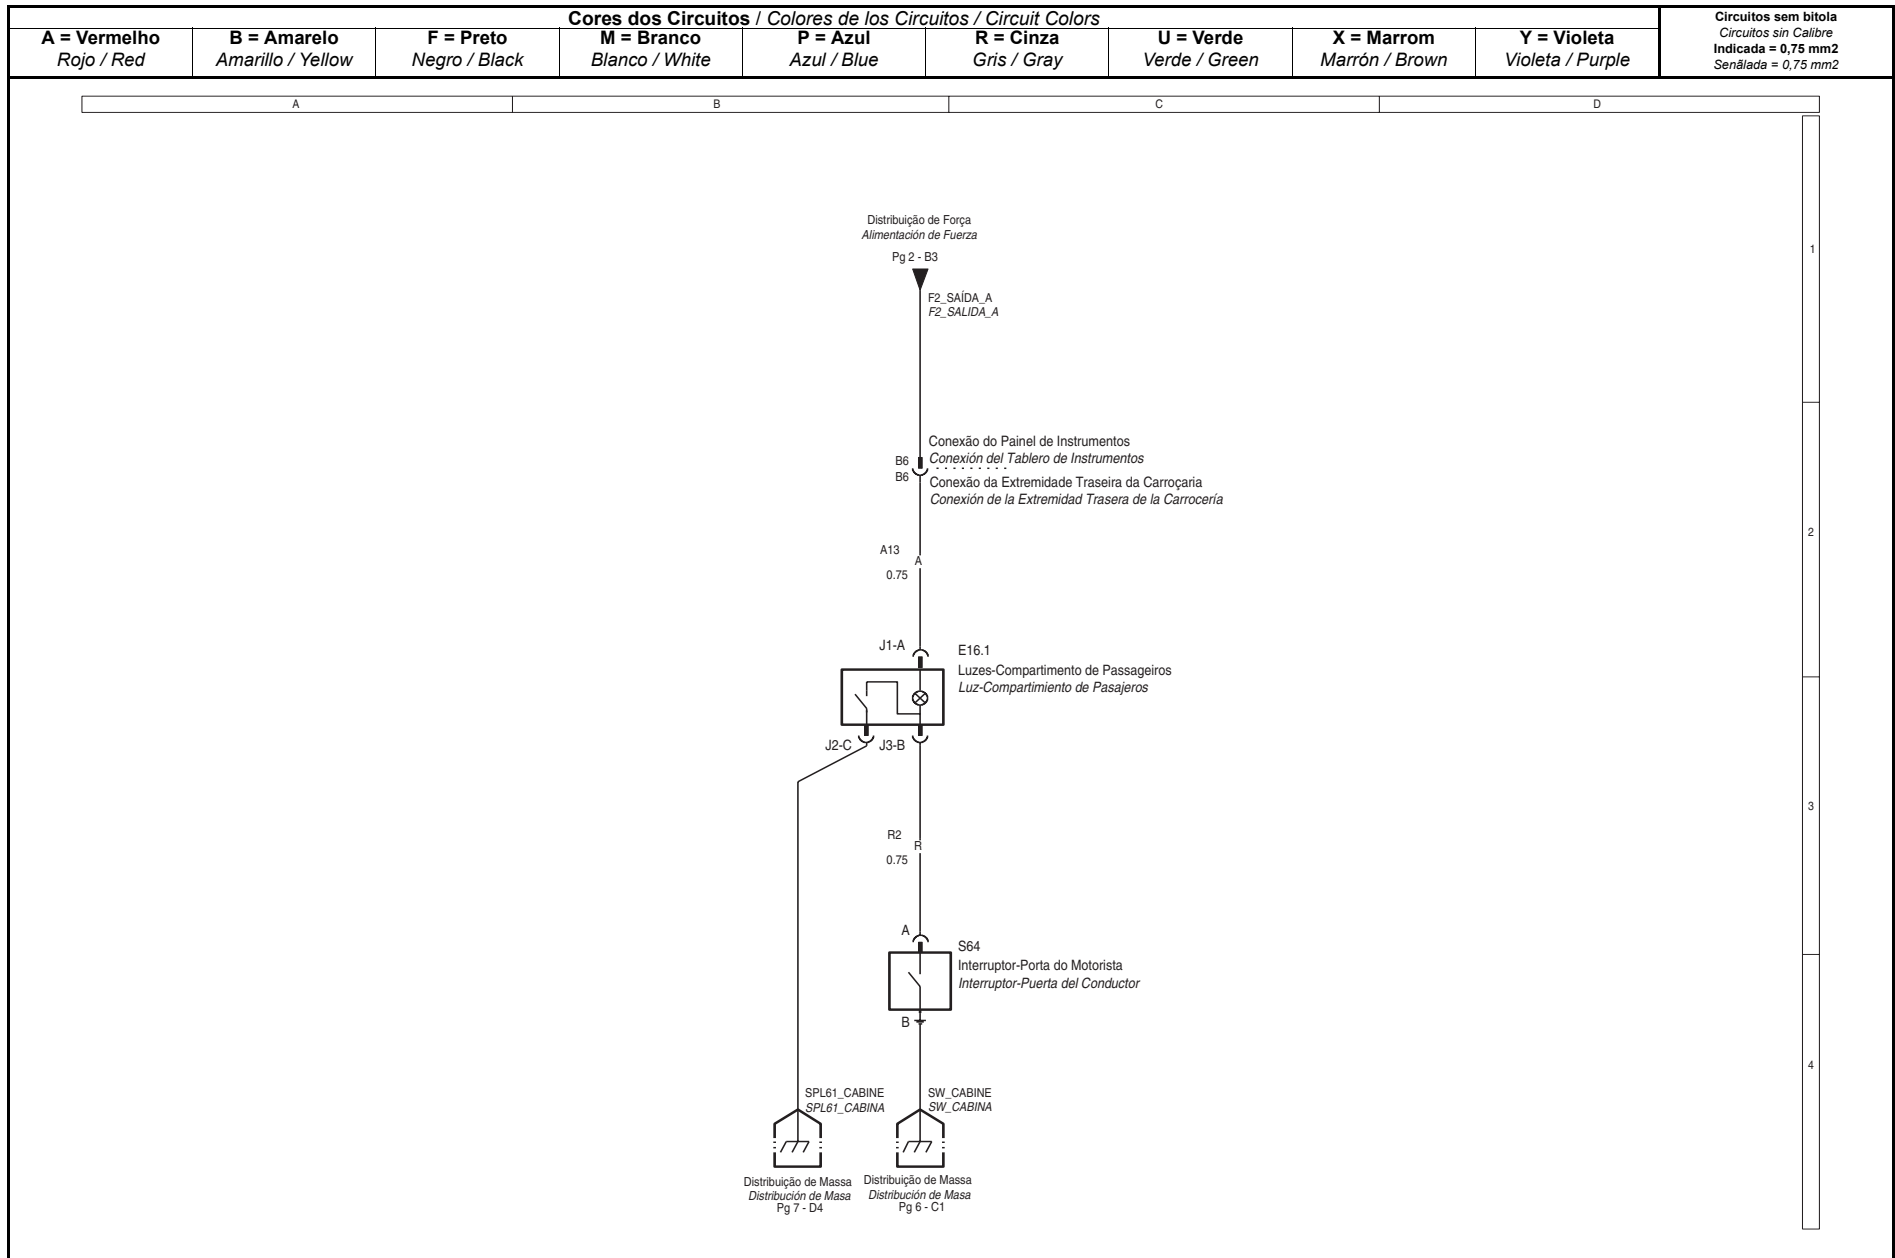 Cores dos Circuitos / Colores de los Circuitos / Circuit Colors
A = Vermelho
Rojo / Red
B = Amarelo
Amarillo / Yellow
F = Preto
Negro / Black
M = Branco
Blanco / White
P = Azul
Azul / Blue
R = Cinza
Gris / Gray
U = Verde
Verde / Green
X = Marrom
Marrón / Brown
Y = Violeta
Violeta / Purple
Circuitos sem bitola
Circuitos sin Calibre
Indicada = 0,75 mm2
Senãlada = 0,75 mm2
A
B
C
D
1
2
3
4
Distribuição de Força
Alimentación de Fuerza
Pg 2 - B3
F2_SAÍDA_A
F2_SALIDA_A
Conexão do Painel de Instrumentos
B6 Conexión del Tablero de Instrumentos
B6 Conexão da Extremidade Traseira da Carroçaria
Conexión de la Extremidad Trasera de la Carrocería
A13
A
0.75
J1-A
E16.1
Luzes-Compartimento de Passageiros
Luz-Compartimiento de Pasajeros
J2-C
J3-B
R2
R
0.75
A
S64
Interruptor-Porta do Motorista
Interruptor-Puerta del Conductor
B
SPL61_CABINE
SPL61_CABINA
SW_CABINE
SW_CABINA
Distribuição de Massa
Distribución de Masa
Pg 7 - D4
Distribuição de Massa
Distribución de Masa
Pg 6 - C1